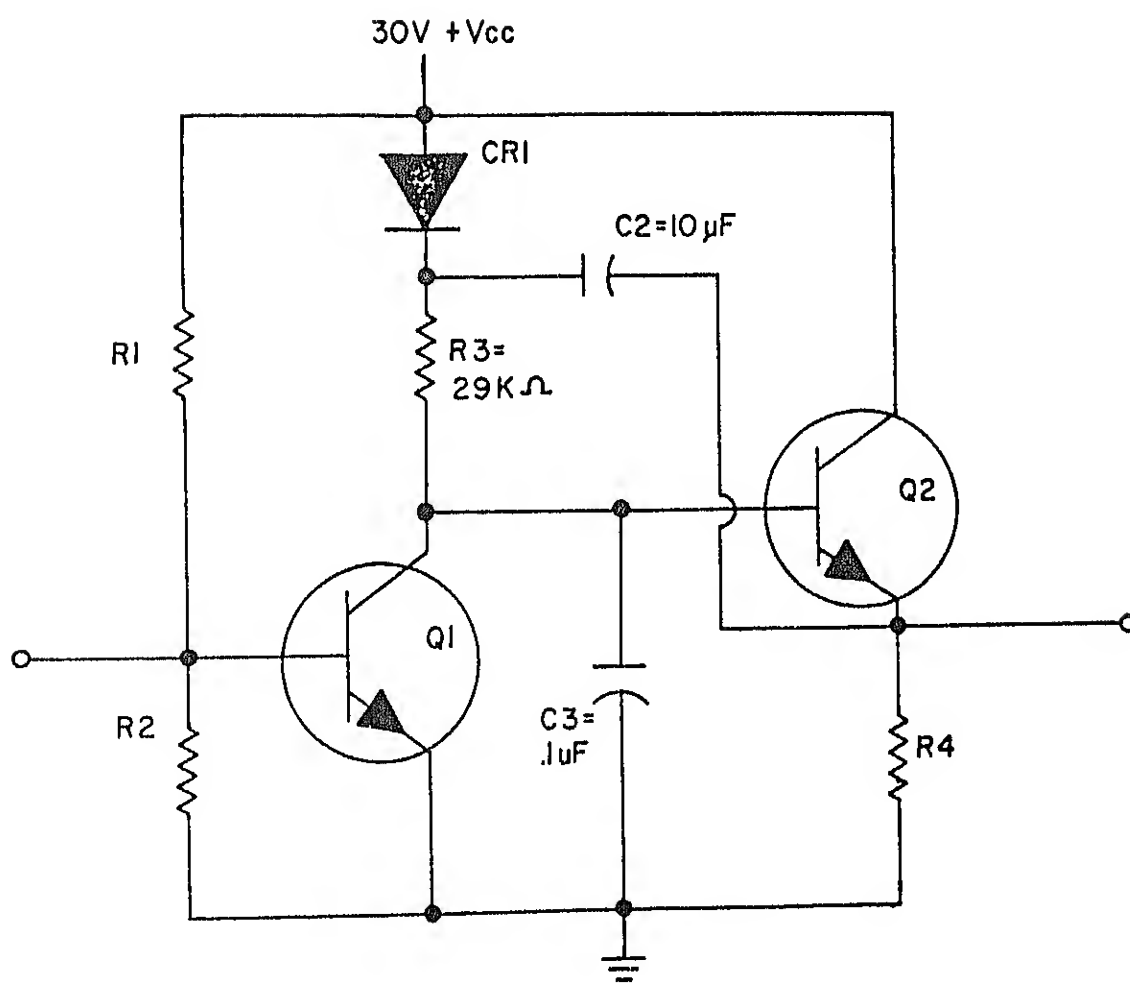 30V +Vcc
CR1
C2=10µF
R1
R3=
29KΩ
Q2
Q1
C3=
.1uF
R2
R4